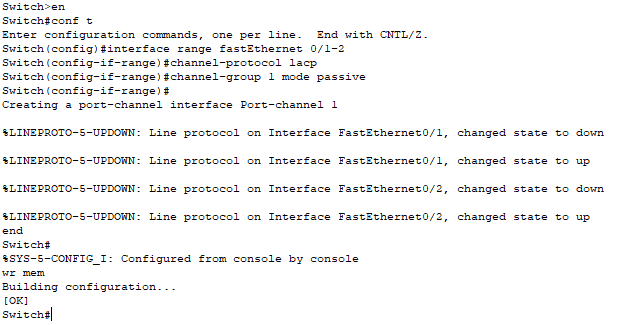 Switch>en
Switch#conf t
Enter configuration commands, one per line.  End with CNTL/Z.
Switch(config)#interface range fastEthernet 0/1-2
Switch(config-if-range)#channel-protocol lacp
Switch(config-if-range)#channel-group 1 mode passive
Switch(config-if-range)#
Creating a port-channel interface Port-channel 1
%LINEPROTO-5-UPDOWN: Line protocol on Interface FastEthernet0/1, changed state to down
%LINEPROTO-5-UPDOWN: Line protocol on Interface FastEthernet0/1, changed state to up
%LINEPROTO-5-UPDOWN: Line protocol on Interface FastEthernet0/2, changed state to down
%LINEPROTO-5-UPDOWN: Line protocol on Interface FastEthernet0/2, changed state to up
end
Switch#
%SYS-5-CONFIG_I: Configured from console by console
wr mem
Building configuration...
[OK]
Switch#